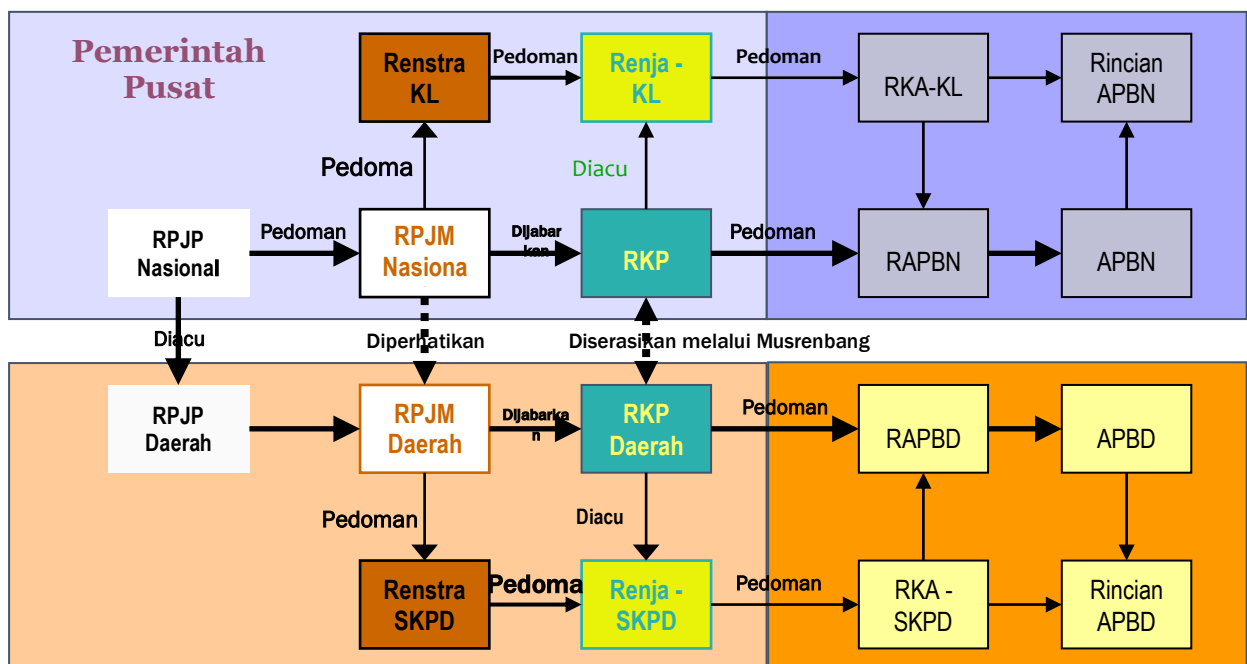 Pemerintah
Pusat
Renstra
KL
Pedoman
Renja -
KL
Pedoman
RKA-KL
Rincian
APBN
Pedoma
Diacu
RPJP
Nasional
Pedoman
RPJM
Nasiona
Dijabar
kan
RKP
Pedoman
RAPBN
APBN
Diacu
Diperhatikan
Diserasikan melalui Musrenbang
RPJP
Daerah
RPJM
Daerah
Dijabarka
n
RKP
Daerah
Pedoman
RAPBD
APBD
Pedoman
Diacu
Renstra
SKPD
Pedoma
Renja -
SKPD
Pedoman
RKA -
SKPD
Rincian
APBD